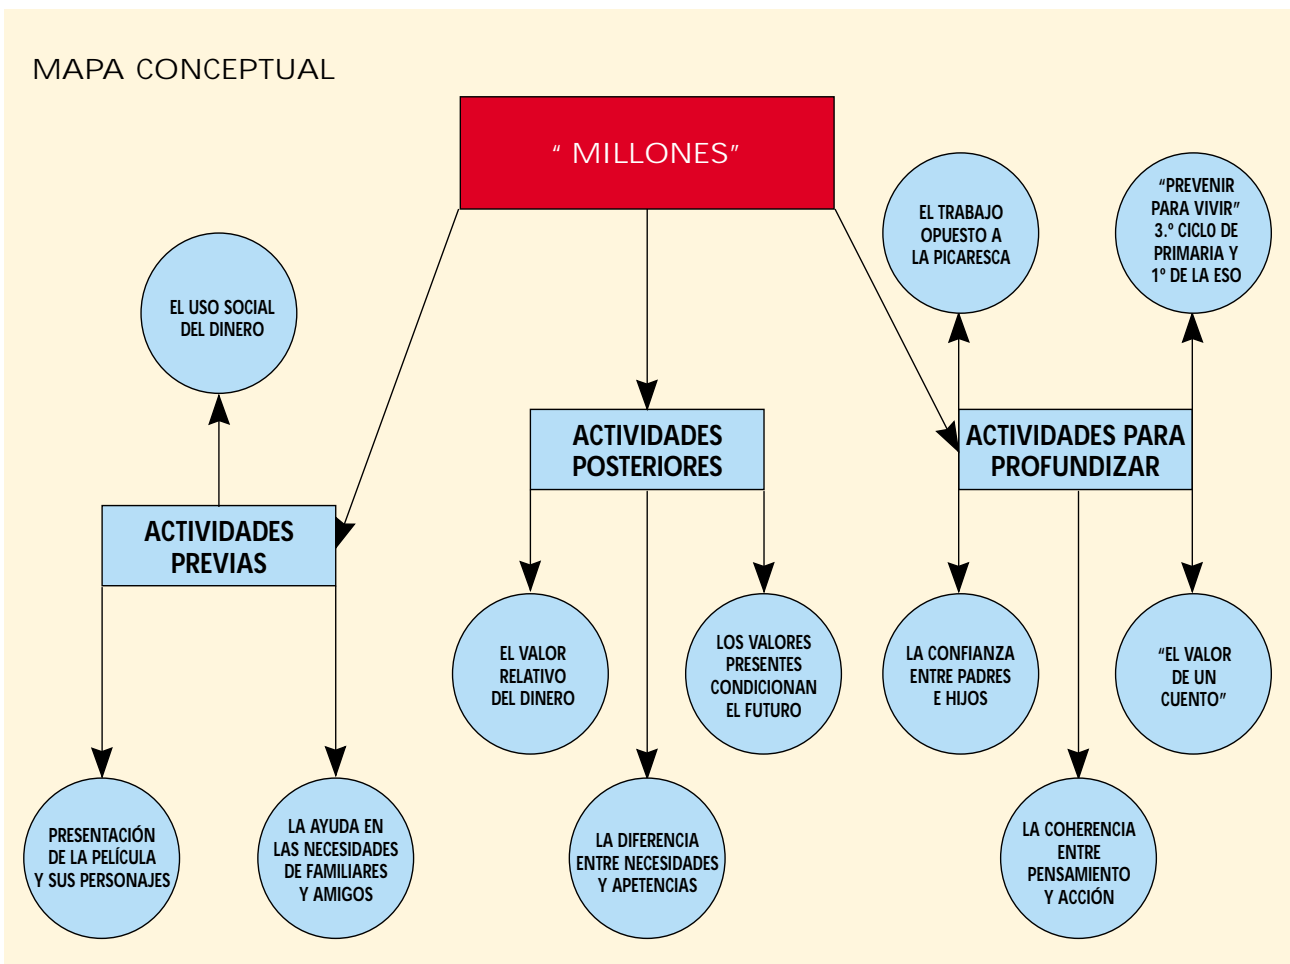 MAPA CONCEPTUAL
“ MILLONES”
EL TRABAJO
OPUESTO A
LA PICARESCA
“PREVENIR
PARA VIVIR”
3.º CICLO DE
PRIMARIA Y
1º DE LA ESO
EL USO SOCIAL
DEL DINERO
ACTIVIDADES
POSTERIORES
ACTIVIDADES PARA
PROFUNDIZAR
ACTIVIDADES
PREVIAS
EL VALOR
RELATIVO
DEL DINERO
LOS VALORES
PRESENTES
CONDICIONAN
EL FUTURO
LA CONFIANZA
ENTRE PADRES
E HIJOS
“EL VALOR
DE UN
CUENTO”
PRESENTACIÓN
DE LA PELÍCULA
Y SUS PERSONAJES
LA AYUDA EN
LAS NECESIDADES
DE FAMILIARES
Y AMIGOS
LA DIFERENCIA
ENTRE NECESIDADES
Y APETENCIAS
LA COHERENCIA
ENTRE
PENSAMIENTO
Y ACCIÓN